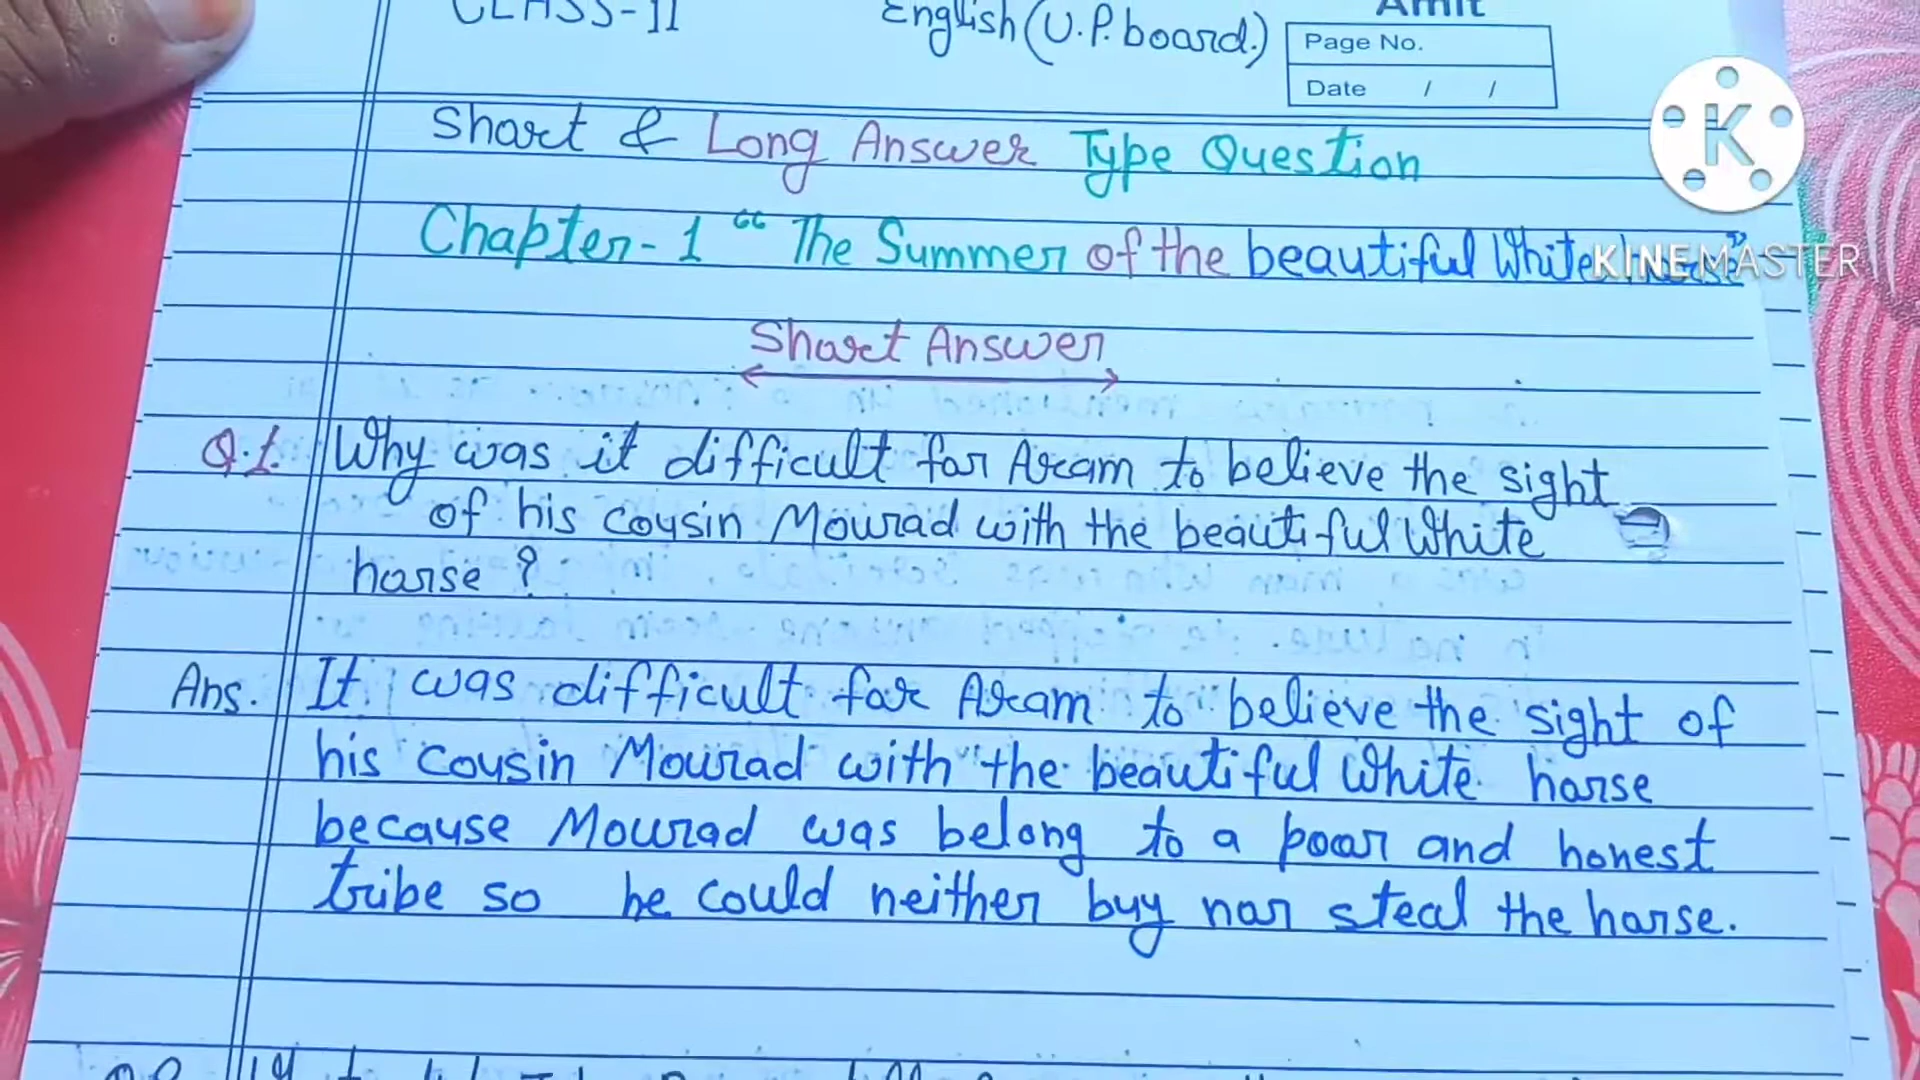 CLASS-11 English (U.P. board.) Amit
Page No.
Date / /
Short & Long Answer Type Question
Chapter-1 "The Summer of the beautiful White horse"
KINEMASTER
K
Short Answer
Q.1. Why was it difficult for Aram to believe the sight
of his cousin Mourad with the beautiful White
horse ?
Ans. It was difficult for Aram to believe the sight of
his cousin Mourad with the beautiful White horse
because Mourad was belong to a poor and honest
tribe so he could neither buy nor steal the horse.